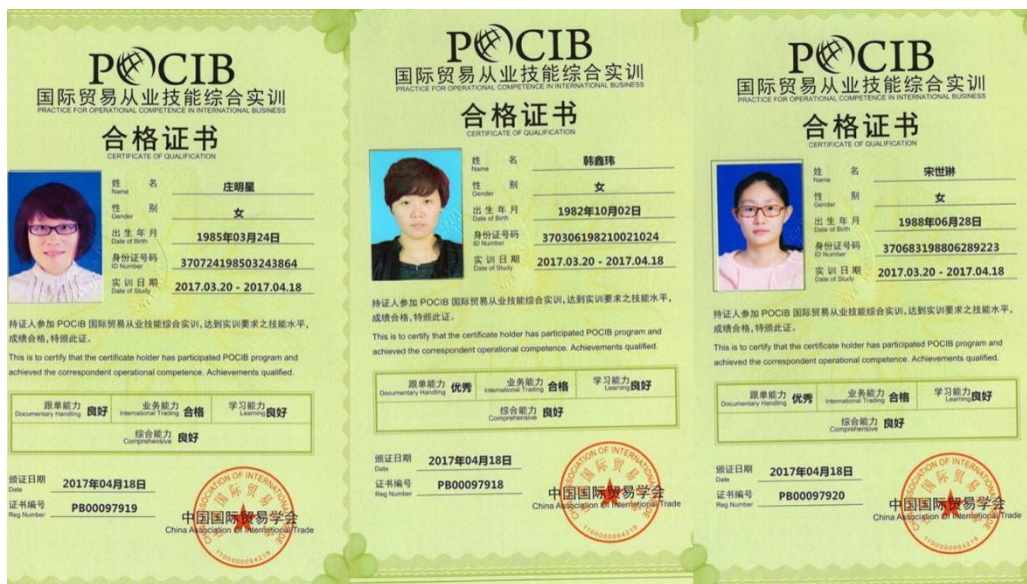 POCIB
国际贸易从业技能综合实训
PRACTICE FOR OPERATIONAL COMPETENCE IN INTERNATIONAL BUSINESS
合格证书
CERTIFICATE OF QUALIFICATION
姓 名 庄明星
Name
性 别 女
Gender
出生年月 1985年03月24日
Date of Birth
身份证号码 370724198503243864
ID Number
实训日期 2017.03.20 - 2017.04.18
Date of Study
持证人参加 POCIB 国际贸易从业技能综合实训,达到实训要求之技能水平,
成绩合格,特颁此证。
This is to certify that the certificate holder has participated POCIB program and
achieved the correspondent operational competence. Achievements qualified.
跟单能力 良好 业务能力 合格 学习能力 良好
Documentary Handling International Trading Learning
综合能力 良好
Comprehensive
颁证日期 2017年04月18日
Date
证书编号 PB00097919
Reg Number
中国国际贸易学会
China Association Of International Trade
POCIB
国际贸易从业技能综合实训
PRACTICE FOR OPERATIONAL COMPETENCE IN INTERNATIONAL BUSINESS
合格证书
CERTIFICATE OF QUALIFICATION
姓 名 韩鑫玮
Name
性 别 女
Gender
出生年月 1982年10月02日
Date of Birth
身份证号码 370306198210021024
ID Number
实训日期 2017.03.20 - 2017.04.18
Date of Study
持证人参加 POCIB 国际贸易从业技能综合实训,达到实训要求之技能水平,
成绩合格,特颁此证。
This is to certify that the certificate holder has participated POCIB program and
achieved the correspondent operational competence. Achievements qualified.
跟单能力 优秀 业务能力 合格 学习能力 良好
Documentary Handling International Trading Learning
综合能力 良好
Comprehensive
颁证日期 2017年04月18日
Date
证书编号 PB00097918
Reg Number
中国国际贸易学会
China Association Of International Trade
POCIB
国际贸易从业技能综合实训
PRACTICE FOR OPERATIONAL COMPETENCE IN INTERNATIONAL BUSINESS
合格证书
CERTIFICATE OF QUALIFICATION
姓 名 宋世琳
Name
性 别 女
Gender
出生年月 1988年06月28日
Date of Birth
身份证号码 370683198806289223
ID Number
实训日期 2017.03.20 - 2017.04.18
Date of Study
持证人参加 POCIB 国际贸易从业技能综合实训,达到实训要求之技能水平,
成绩合格,特颁此证。
This is to certify that the certificate holder has participated POCIB program and
achieved the correspondent operational competence. Achievements qualified.
跟单能力 优秀 业务能力 合格 学习能力 良好
Documentary Handling International Trading Learning
综合能力 良好
Comprehensive
颁证日期 2017年04月18日
Date
证书编号 PB00097920
Reg Number
中国国际贸易学会
China Association Of International Trade